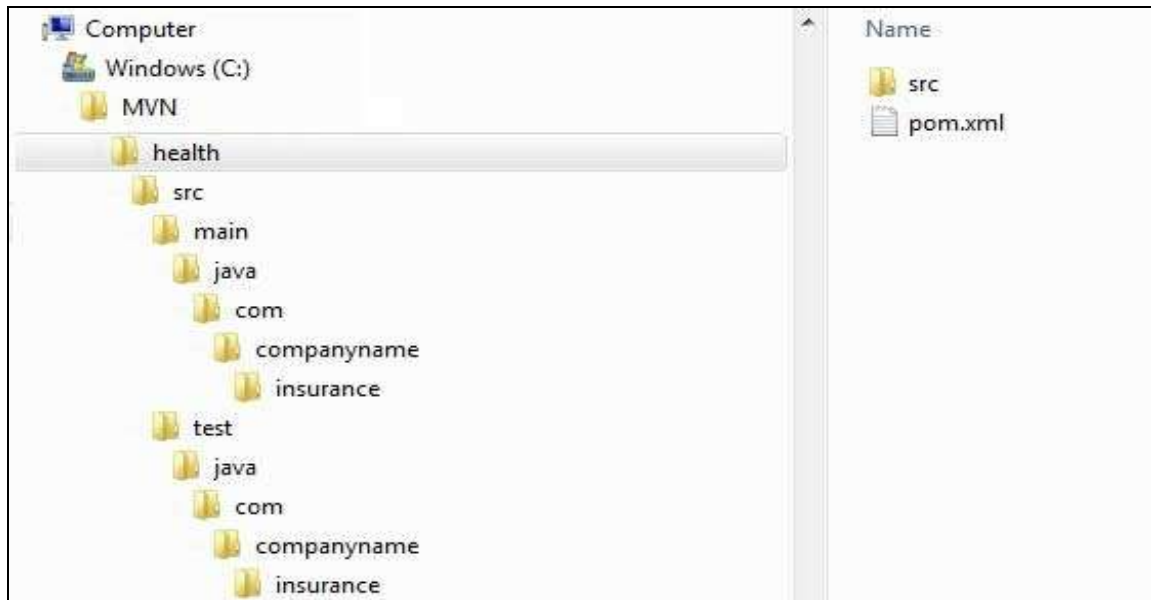 Computer
Windows (C:)
MVN
health
src
main
java
com
companyname
insurance
test
java
com
companyname
insurance
Name
src
pom.xml